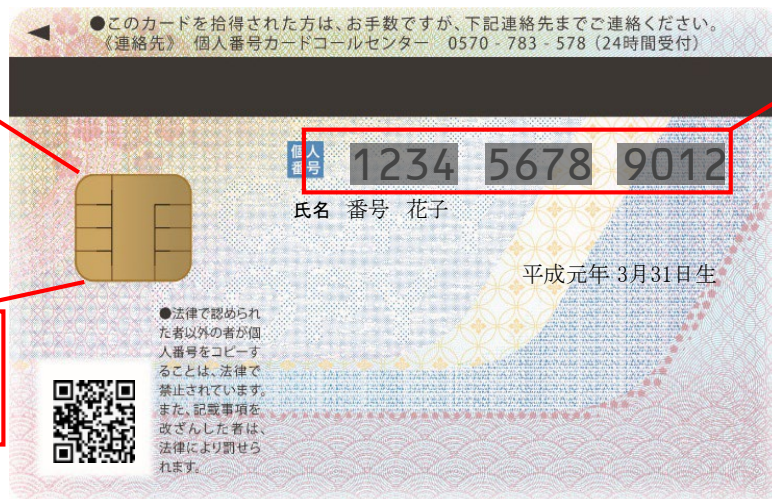 ●このカードを拾得された方は、お手数ですが、下記連絡先までご連絡ください。
《連絡先》 個人番号カードコールセンター 0570-783-578(24時間受付)
個人番号 1234 5678 9012
氏名 番号 花子
平成元年 3月31日生
●法律で認められ
た者以外の者が個
人番号をコピーす
ることは、法律で
禁止されています。
また、記載事項を
改ざんした者は、
法律により罰せら
れます。